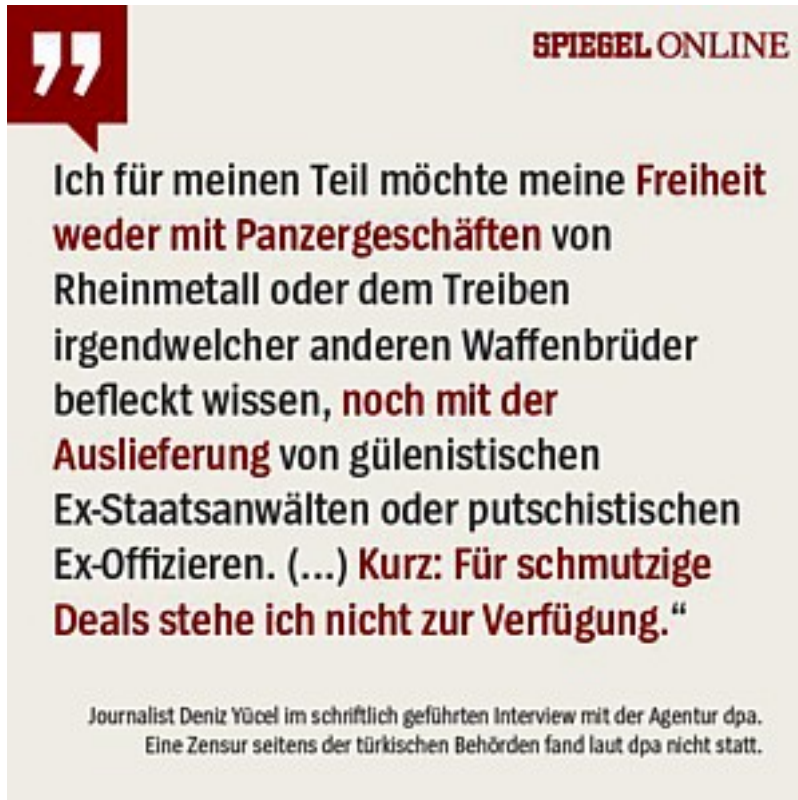 SPIEGEL ONLINE
Ich für meinen Teil möchte meine Freiheit
weder mit Panzergeschäften von
Rheinmetall oder dem Treiben
irgendwelcher anderen Waffenbrüder
befleckt wissen, noch mit der
Auslieferung von gülenistischen
Ex-Staatsanwälten oder putschistischen
Ex-Offizieren. (...) Kurz: Für schmutzige
Deals stehe ich nicht zur Verfügung.“
Journalist Deniz Yücel im schriftlich geführten Interview mit der Agentur dpa.
Eine Zensur seitens der türkischen Behörden fand laut dpa nicht statt.